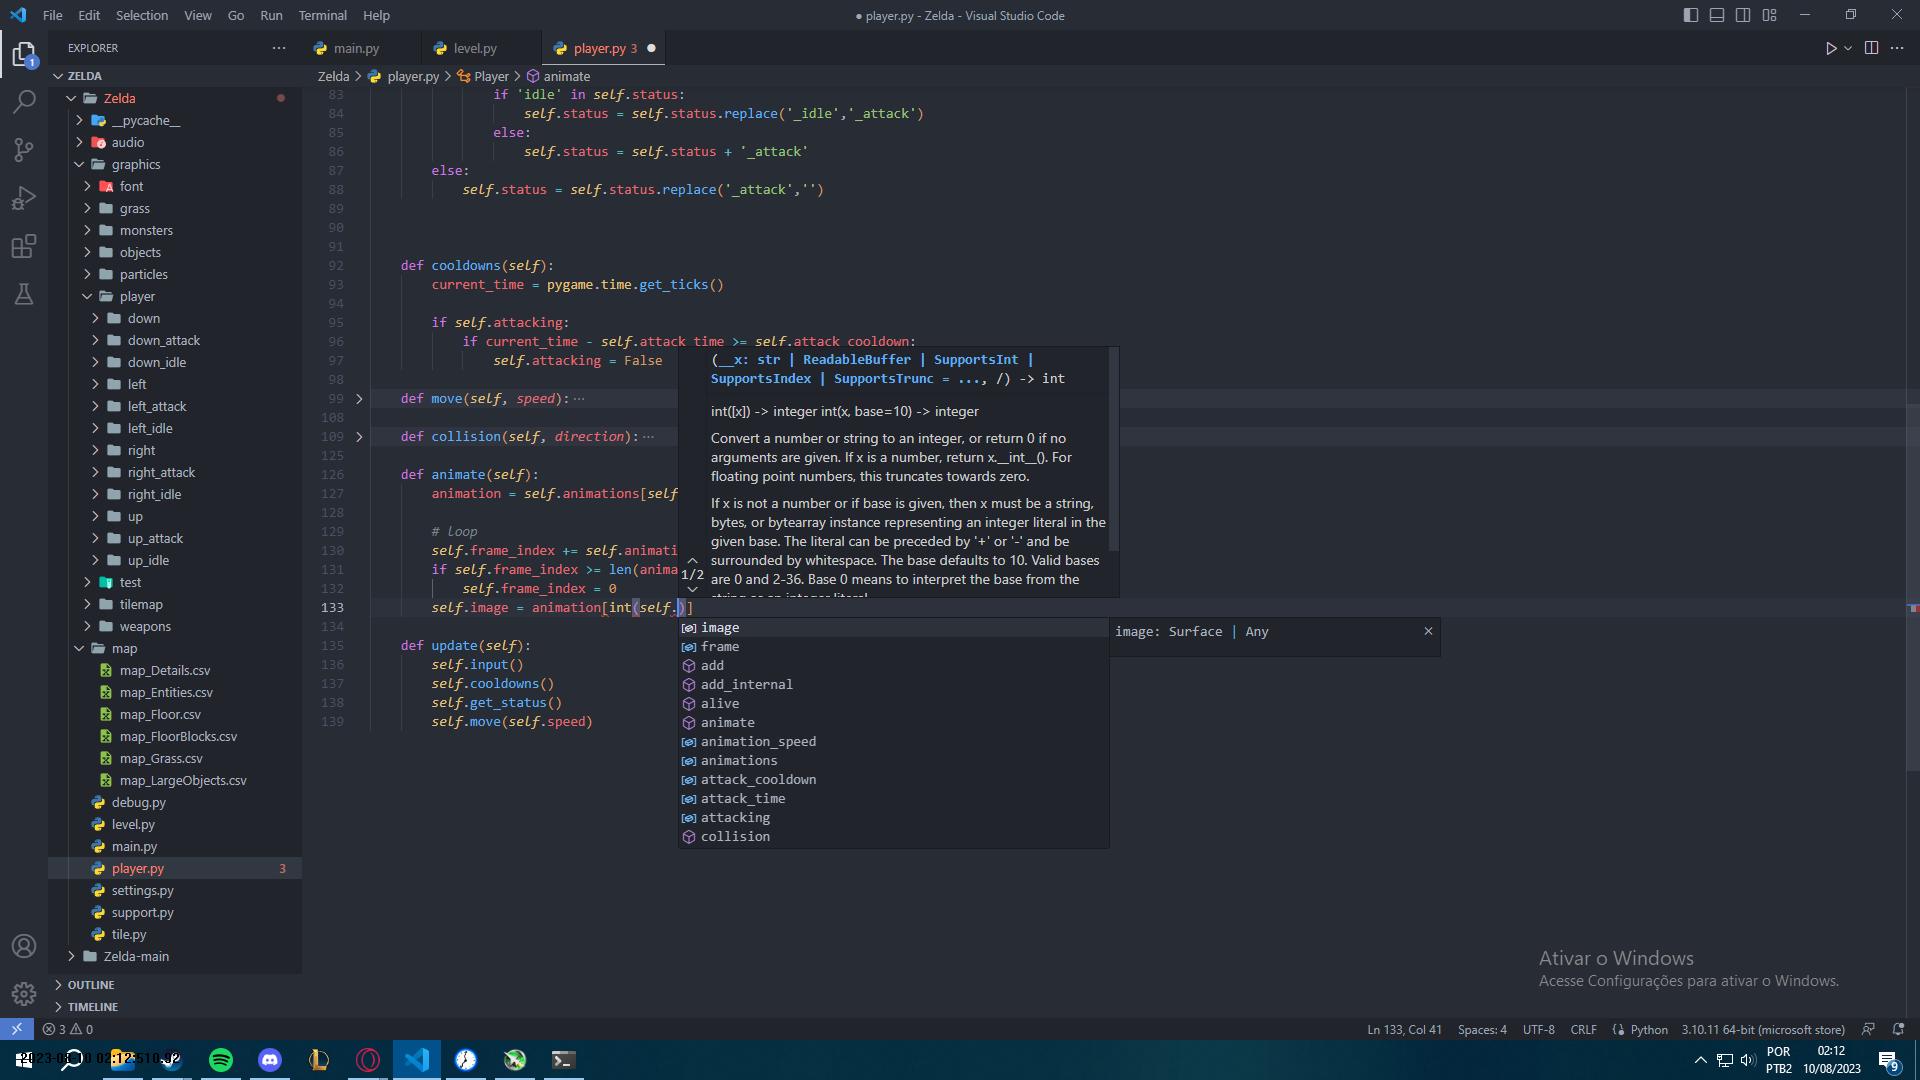 File Edit Selection View Go Run Terminal Help
● player.py - Zelda - Visual Studio Code
EXPLORER
main.py
level.py
player.py 3
ZELDA
Zelda > player.py > Player > animate
Zelda
__pycache__
audio
graphics
font
grass
monsters
objects
particles
player
down
down_attack
down_idle
left
left_attack
left_idle
right
right_attack
right_idle
up
up_attack
up_idle
test
tilemap
weapons
map
map_Details.csv
map_Entities.csv
map_Floor.csv
map_FloorBlocks.csv
map_Grass.csv
map_LargeObjects.csv
debug.py
level.py
main.py
player.py 3
settings.py
support.py
tile.py
Zelda-main
OUTLINE
TIMELINE
83 if 'idle' in self.status:
84 self.status = self.status.replace('_idle','_attack')
85 else:
86 self.status = self.status + '_attack'
87 else:
88 self.status = self.status.replace('_attack','')
89
90
91
92 def cooldowns(self):
93 current_time = pygame.time.get_ticks()
94
95 if self.attacking:
96 if current_time - self.attack_time >= self.attack_cooldown:
97 self.attacking = False
98
99 def move(self, speed):⋯
108
109 def collision(self, direction):⋯
125
126 def animate(self):
127 animation = self.animations[self
128
129 # loop
130 self.frame_index += self.animati
131 if self.frame_index >= len(anima
132 self.frame_index = 0
133 self.image = animation[int(self.)]
134
135 def update(self):
136 self.input()
137 self.cooldowns()
138 self.get_status()
139 self.move(self.speed)
(__x: str | ReadableBuffer | SupportsInt |
SupportsIndex | SupportsTrunc = ..., /) -> int
int([x]) -> integer int(x, base=10) -> integer
Convert a number or string to an integer, or return 0 if no
arguments are given. If x is a number, return x.__int__(). For
floating point numbers, this truncates towards zero.
If x is not a number or if base is given, then x must be a string,
bytes, or bytearray instance representing an integer literal in the
given base. The literal can be preceded by '+' or '-' and be
surrounded by whitespace. The base defaults to 10. Valid bases
are 0 and 2-36. Base 0 means to interpret the base from the
string as an integer literal.
1/2
image
frame
add
add_internal
alive
animate
animation_speed
animations
attack_cooldown
attack_time
attacking
collision
image: Surface | Any
Ativar o Windows
Acesse Configurações para ativar o Windows.
3 0
Ln 133, Col 41 Spaces: 4 UTF-8 CRLF Python 3.10.11 64-bit (microsoft store)
POR
PTB2
02:12
10/08/2023
9